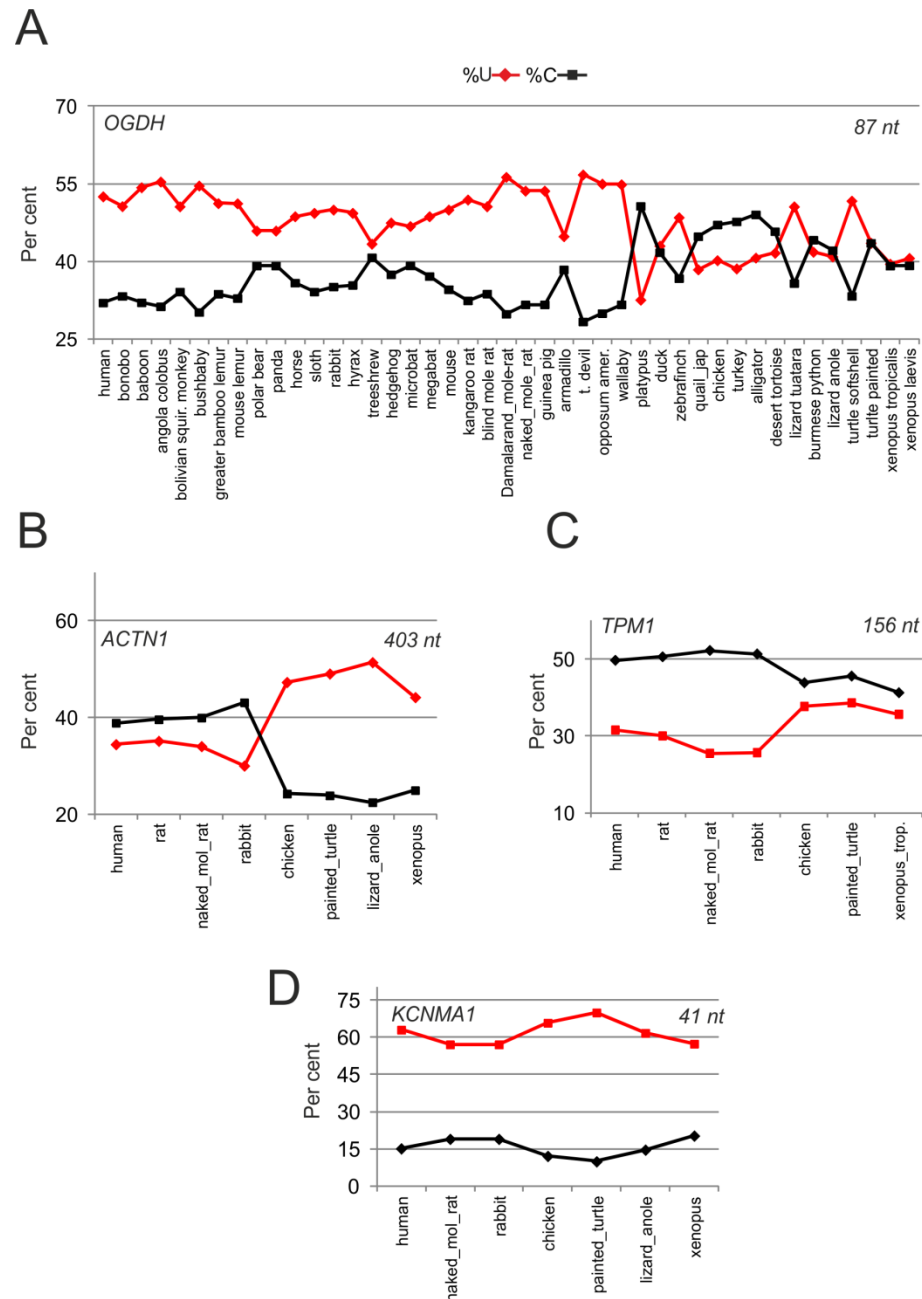 A
%U %C
70
OGDH
87 nt
55
40
25
Per cent
human
bonobo
baboon
angola colobus
bolivian squir. monkey
bushbaby
greater bamboo lemur
mouse lemur
polar bear
panda
horse
sloth
rabbit
hyrax
treeshrew
hedgehog
microbat
megabat
mouse
kangaroo rat
blind mole rat
Damalarand_mole-rat
naked_mole_rat
guinea pig
armadillo
t. devil
opposum amer.
wallaby
platypus
duck
zebrafinch
quail_jap
chicken
turkey
alligator
desert tortoise
lizard tuatara
burmese python
lizard anole
turtle softshell
turlte painted
xenopus tropicalis
xenopus laevis
B
60
ACTN1
403 nt
40
20
Per cent
human
rat
naked_mol_rat
rabbit
chicken
painted_turtle
lizard_anole
xenopus
C
TPM1
156 nt
50
30
10
Per cent
human
rat
naked_mol_rat
rabbit
chicken
painted_turtle
xenopus_trop.
D
75
KCNMA1
41 nt
60
45
30
15
0
Per cent
human
naked_mol_rat
rabbit
chicken
painted_turtle
lizard_anole
xenopus